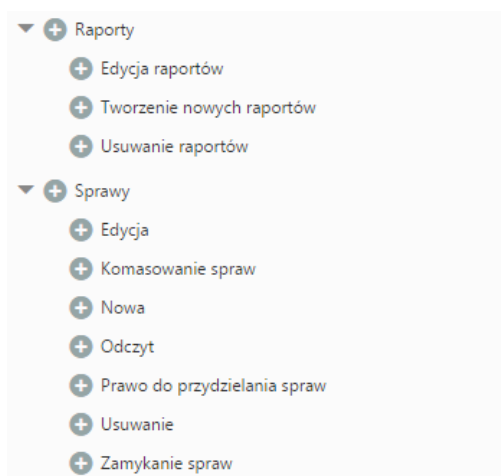 Raporty
Edycja raportów
Tworzenie nowych raportów
Usuwanie raportów
Sprawy
Edycja
Komasowanie spraw
Nowa
Odczyt
Prawo do przydzielania spraw
Usuwanie
Zamykanie spraw